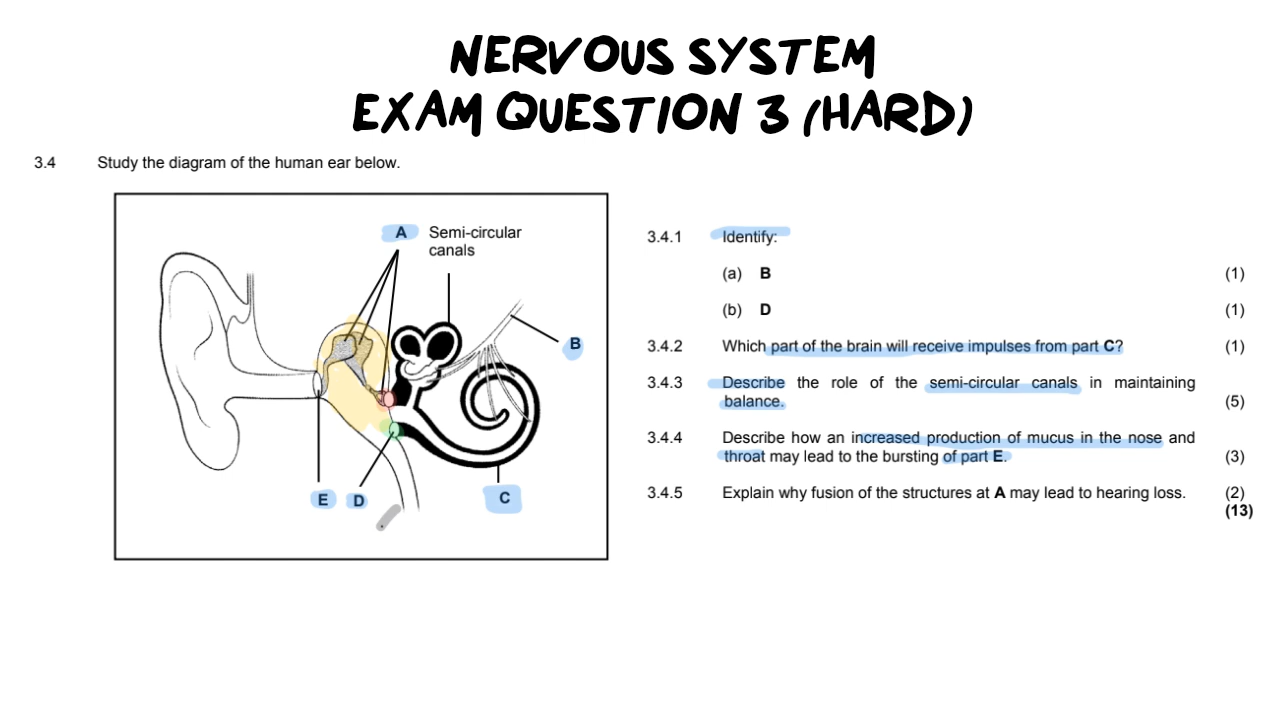 NERVOUS SYSTEM
EXAM QUESTION 3 (HARD)
3.4 Study the diagram of the human ear below.
A Semi-circular
canals
B
E D C
3.4.1 Identify:
(a) B (1)
(b) D (1)
3.4.2 Which part of the brain will receive impulses from part C? (1)
3.4.3 Describe the role of the semi-circular canals in maintaining
balance. (5)
3.4.4 Describe how an increased production of mucus in the nose and
throat may lead to the bursting of part E. (3)
3.4.5 Explain why fusion of the structures at A may lead to hearing loss. (2)
(13)